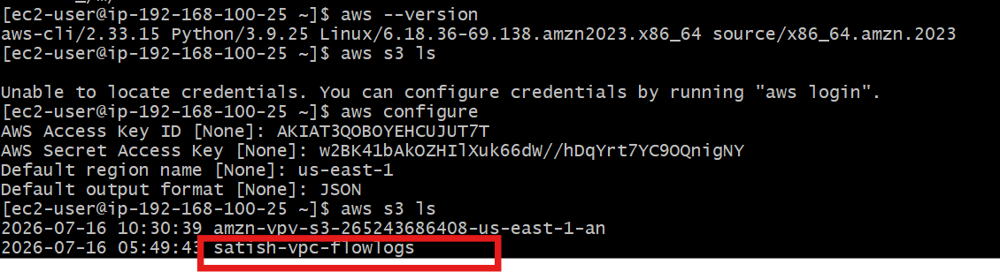 [ec2-user@ip-192-168-100-25 ~]$ aws --version
aws-cli/2.33.15 Python/3.9.25 Linux/6.18.36-69.138.amzn2023.x86_64 source/x86_64.amzn.2023
[ec2-user@ip-192-168-100-25 ~]$ aws s3 ls
Unable to locate credentials. You can configure credentials by running "aws login".
[ec2-user@ip-192-168-100-25 ~]$ aws configure
AWS Access Key ID [None]: AKIAT3QOBOYEHCUJUT7T
AWS Secret Access Key [None]: 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
Default region name [None]: us-east-1
Default output format [None]: JSON
[ec2-user@ip-192-168-100-25 ~]$ aws s3 ls
2026-07-16 10:30:39 amzn-vpv-s3-265243686408-us-east-1-an
2026-07-16 05:49:43 satish-vpc-flowlogs